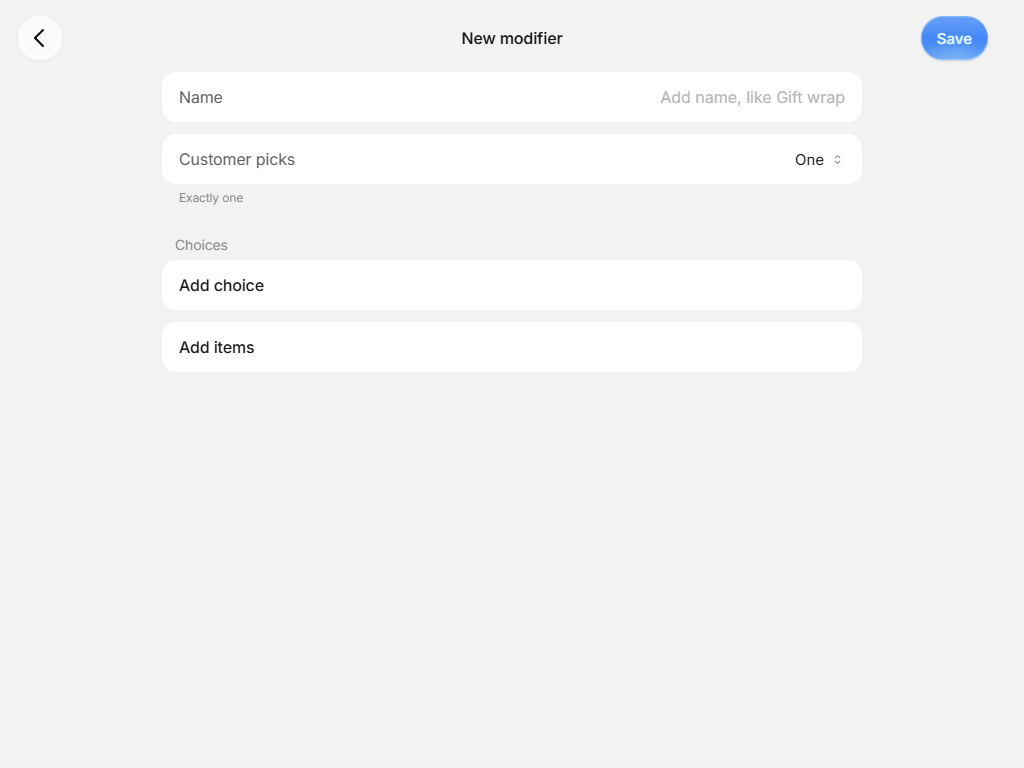 New modifier
Save
Name
Add name, like Gift wrap
Customer picks
One
Exactly one
Choices
Add choice
Add items